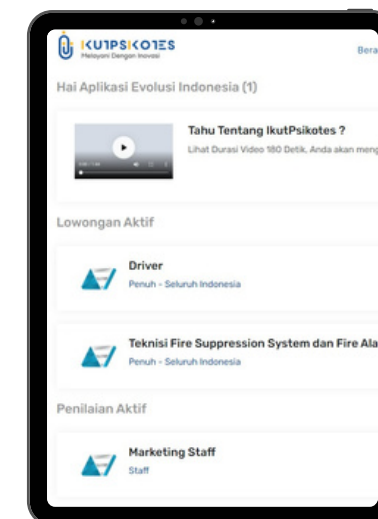 IKUTPSIKOTES
Melayani Dengan Inovasi
Bera
Hai Aplikasi Evolusi Indonesia (1)
Tahu Tentang IkutPsikotes ?
Lihat Durasi Video 180 Detik, Anda akan meng
Lowongan Aktif
Driver
Penuh - Seluruh Indonesia
Teknisi Fire Suppression System dan Fire Ala
Penuh - Seluruh Indonesia
Penilaian Aktif
Marketing Staff
Staff